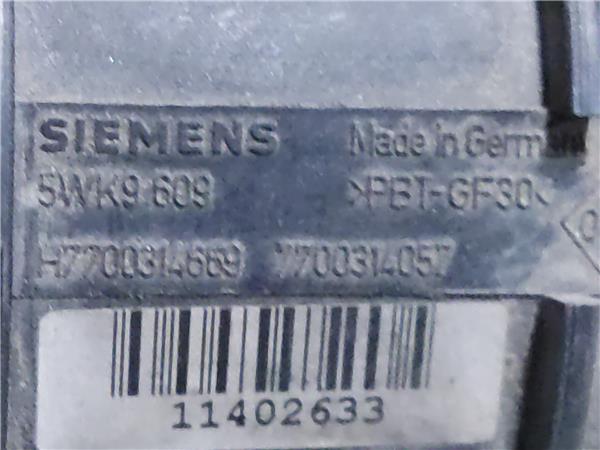 SIEMENS Made in Germ
5WK9 609 >PBT-GF30<
H7700314669 7700314057
11402633